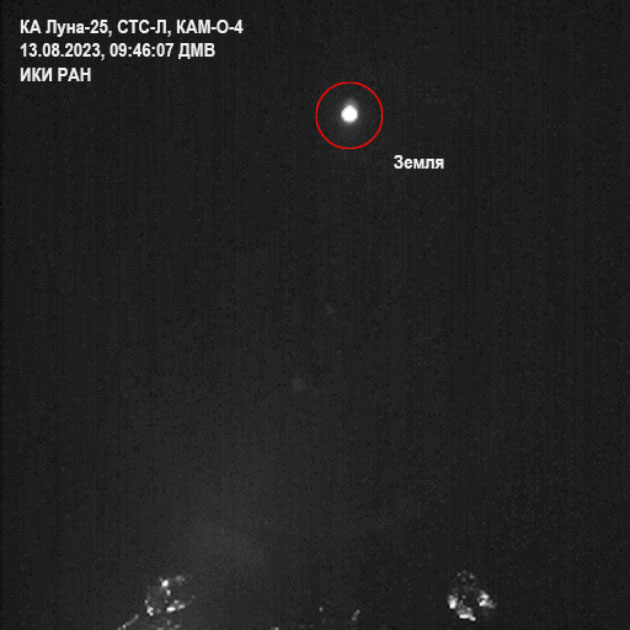 КА Луна-25, СТС-Л, КАМ-О-4
13.08.2023, 09:46:07 ДМВ
ИКИ РАН
Земля